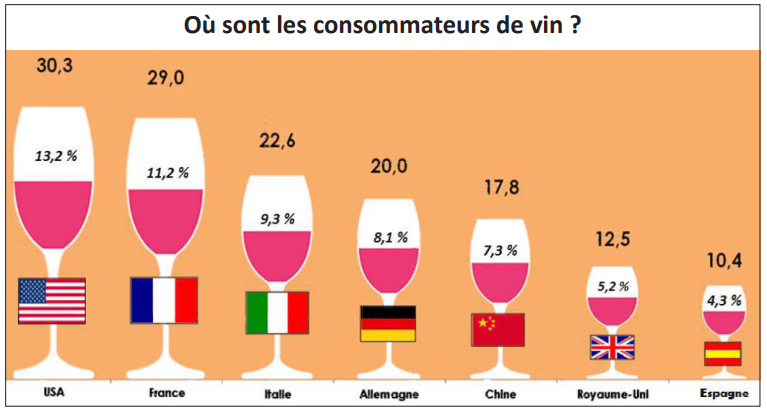 Où sont les consommateurs de vin ?
30,3
29,0
22,6
20,0
17,8
12,5
10,4
13,2 %
11,2 %
9,3 %
8,1 %
7,3 %
5,2 %
4,3 %
USA
France
Italie
Allemagne
Chine
Royaume-Uni
Espagne